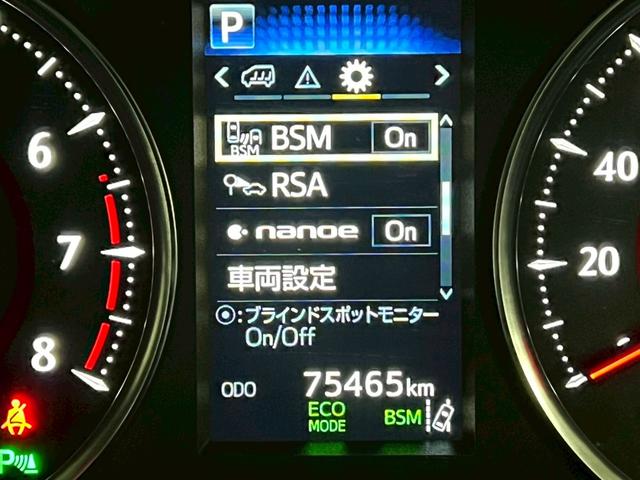 P
BSM BSM On
RSA
nanoe On
車両設定
:ブラインドスポットモニター
On/Off
ODO 75465km
ECO
MODE
BSM
6
7
8
40
20
P